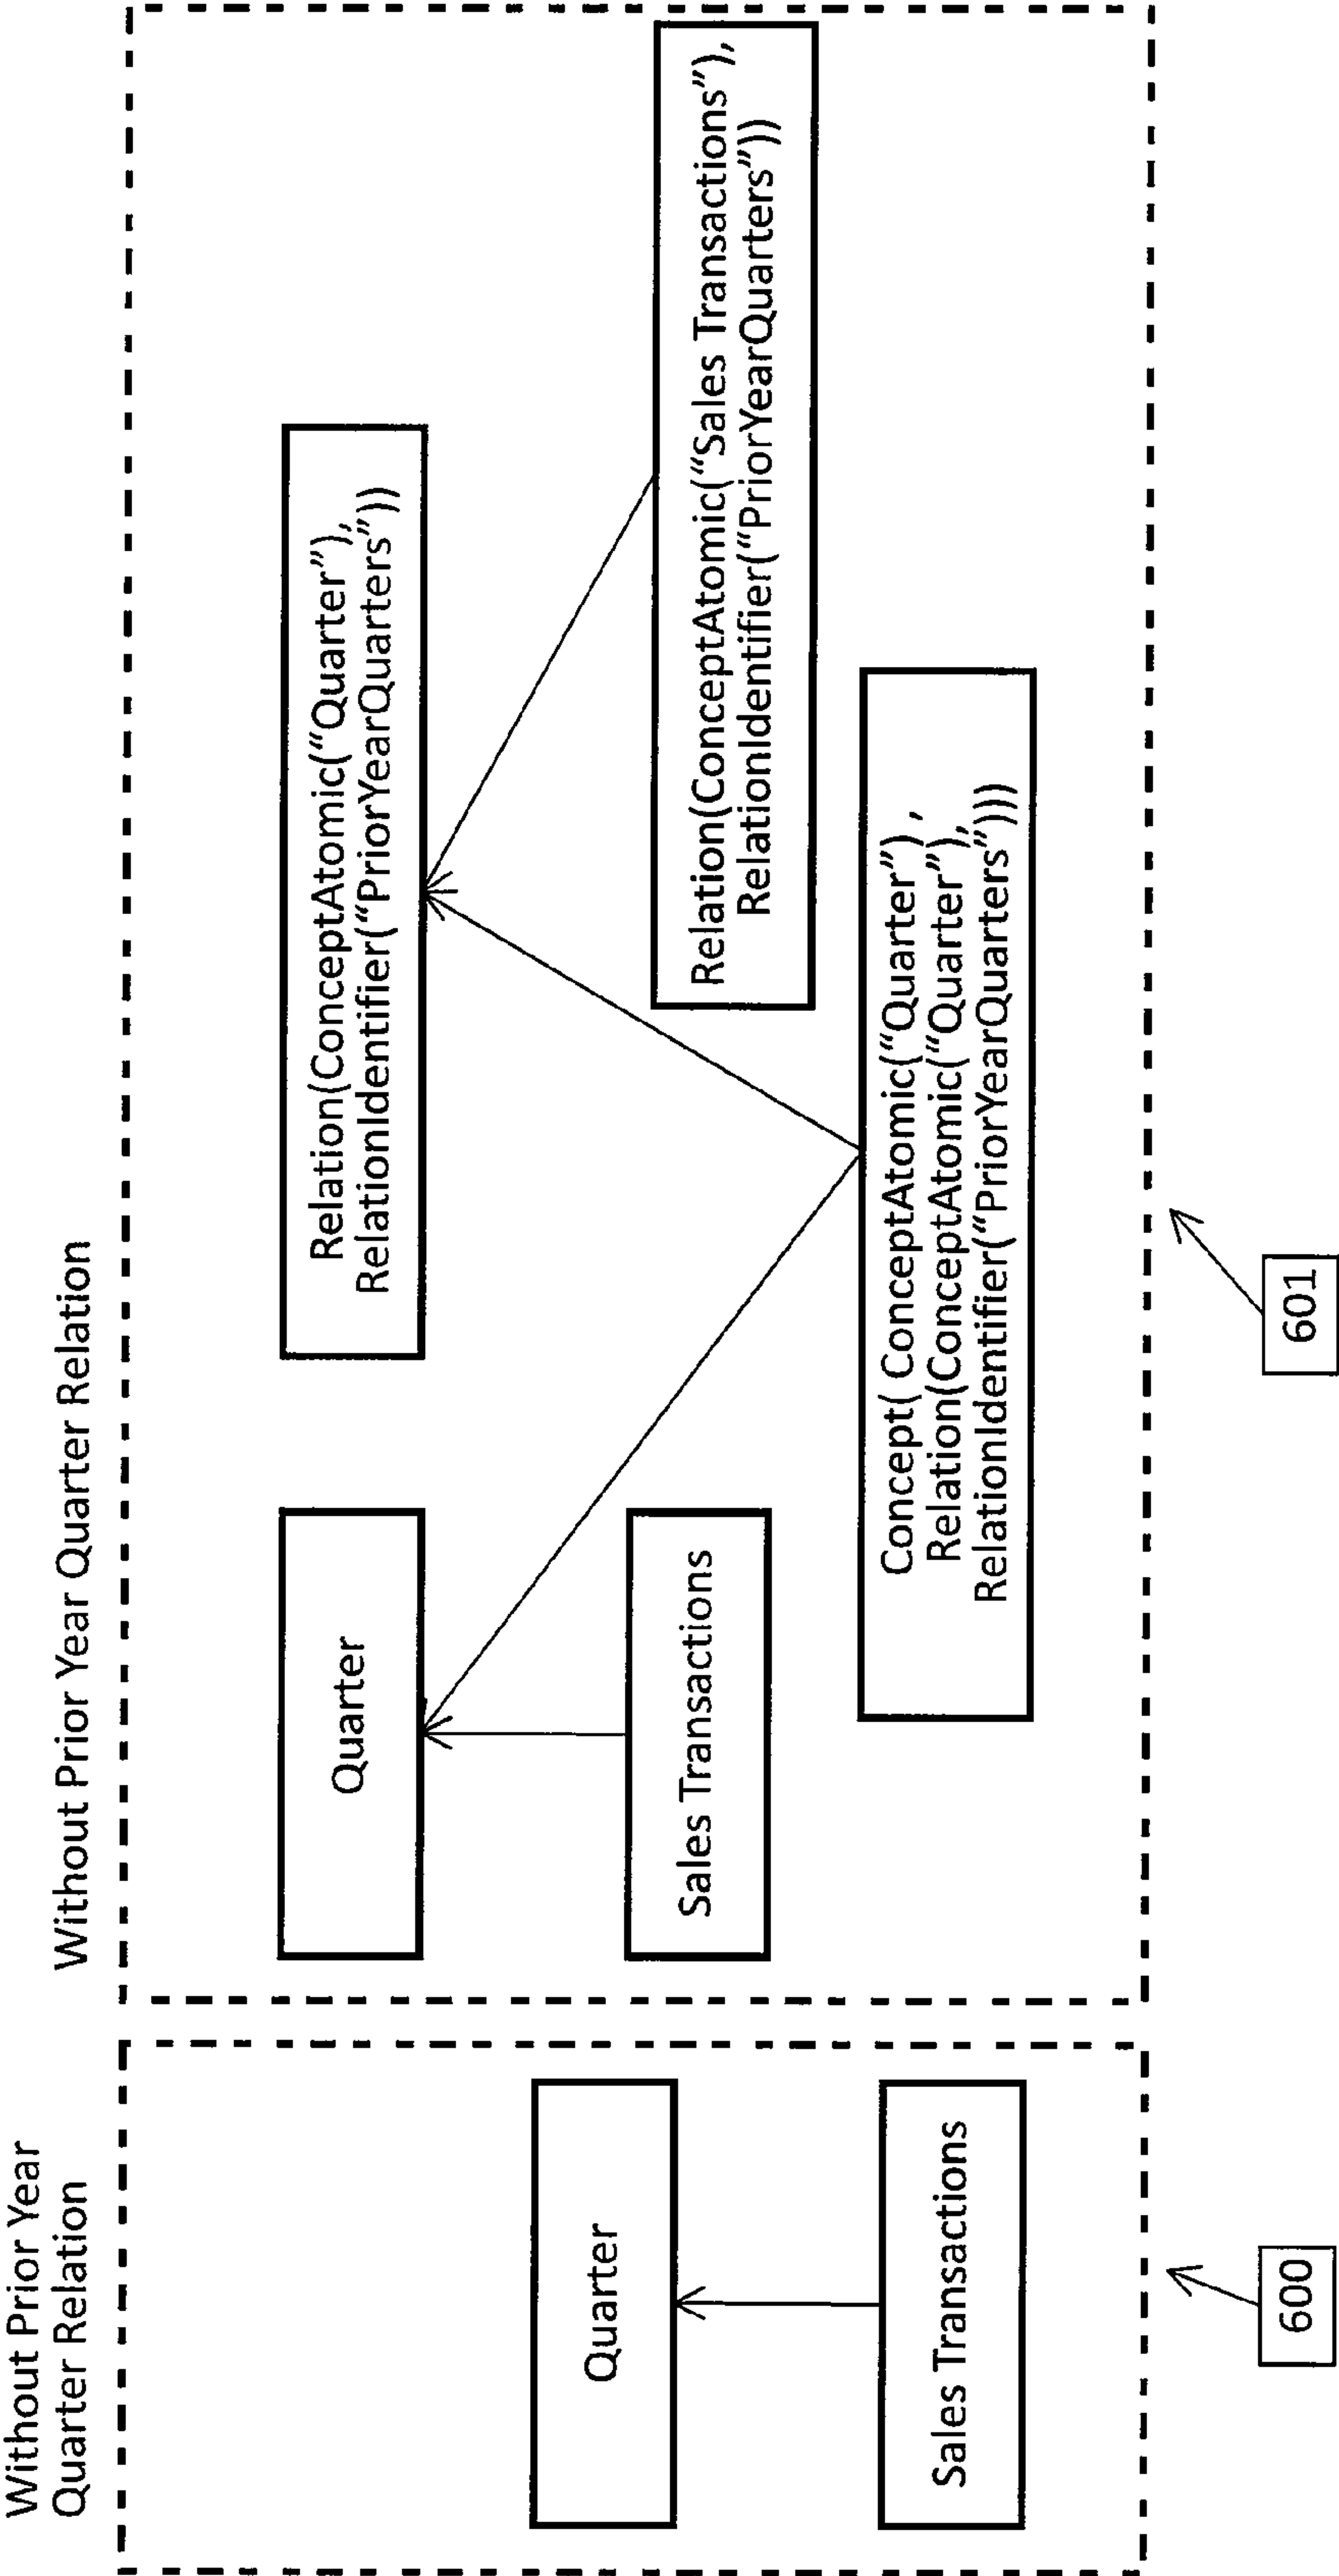 Without Prior Year
Quarter Relation
Quarter
Sales Transactions
600
Without Prior Year Quarter Relation
Quarter
Sales Transactions
Relation(ConceptAtomic(“Quarter”),
RelationIdentifier(“PriorYearQuarters”))
Relation(ConceptAtomic(“Sales Transactions”),
RelationIdentifier(“PriorYearQuarters”))
Concept( ConceptAtomic(“Quarter”),
Relation(ConceptAtomic(“Quarter”),
RelationIdentifier(“PriorYearQuarters”)))
601